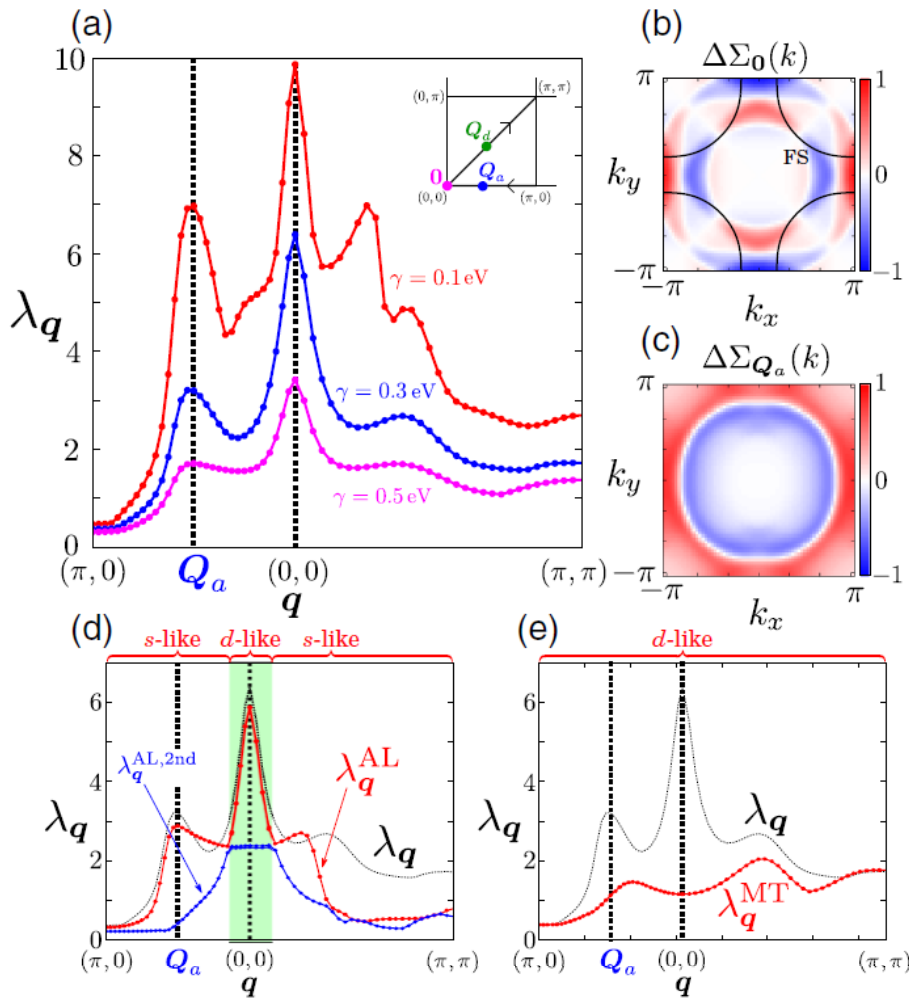 (a)
10
8
6
4
2
0
λ_q
γ = 0.1 eV
γ = 0.3 eV
γ = 0.5 eV
(π, 0)
Q_a
(0, 0)
(π, π)
q
(0, π)
(π, π)
Q_d
0
Q_a
(0, 0)
(π, 0)
(b)
ΔΣ_0(k)
π
k_y
−π
FS
−π
π
k_x
1
0
−1
(c)
ΔΣ_{Q_a}(k)
π
k_y
−π
−π
π
k_x
1
0
−1
(d)
s-like d-like s-like
6
4
2
0
λ_q
λ_q^{AL,2nd}
λ_q^{AL}
λ_q
(π, 0)
Q_a
(0, 0)
(π, π)
q
(e)
d-like
6
4
2
0
λ_q
λ_q
λ_q^{MT}
(π, 0)
Q_a
(0, 0)
(π, π)
q